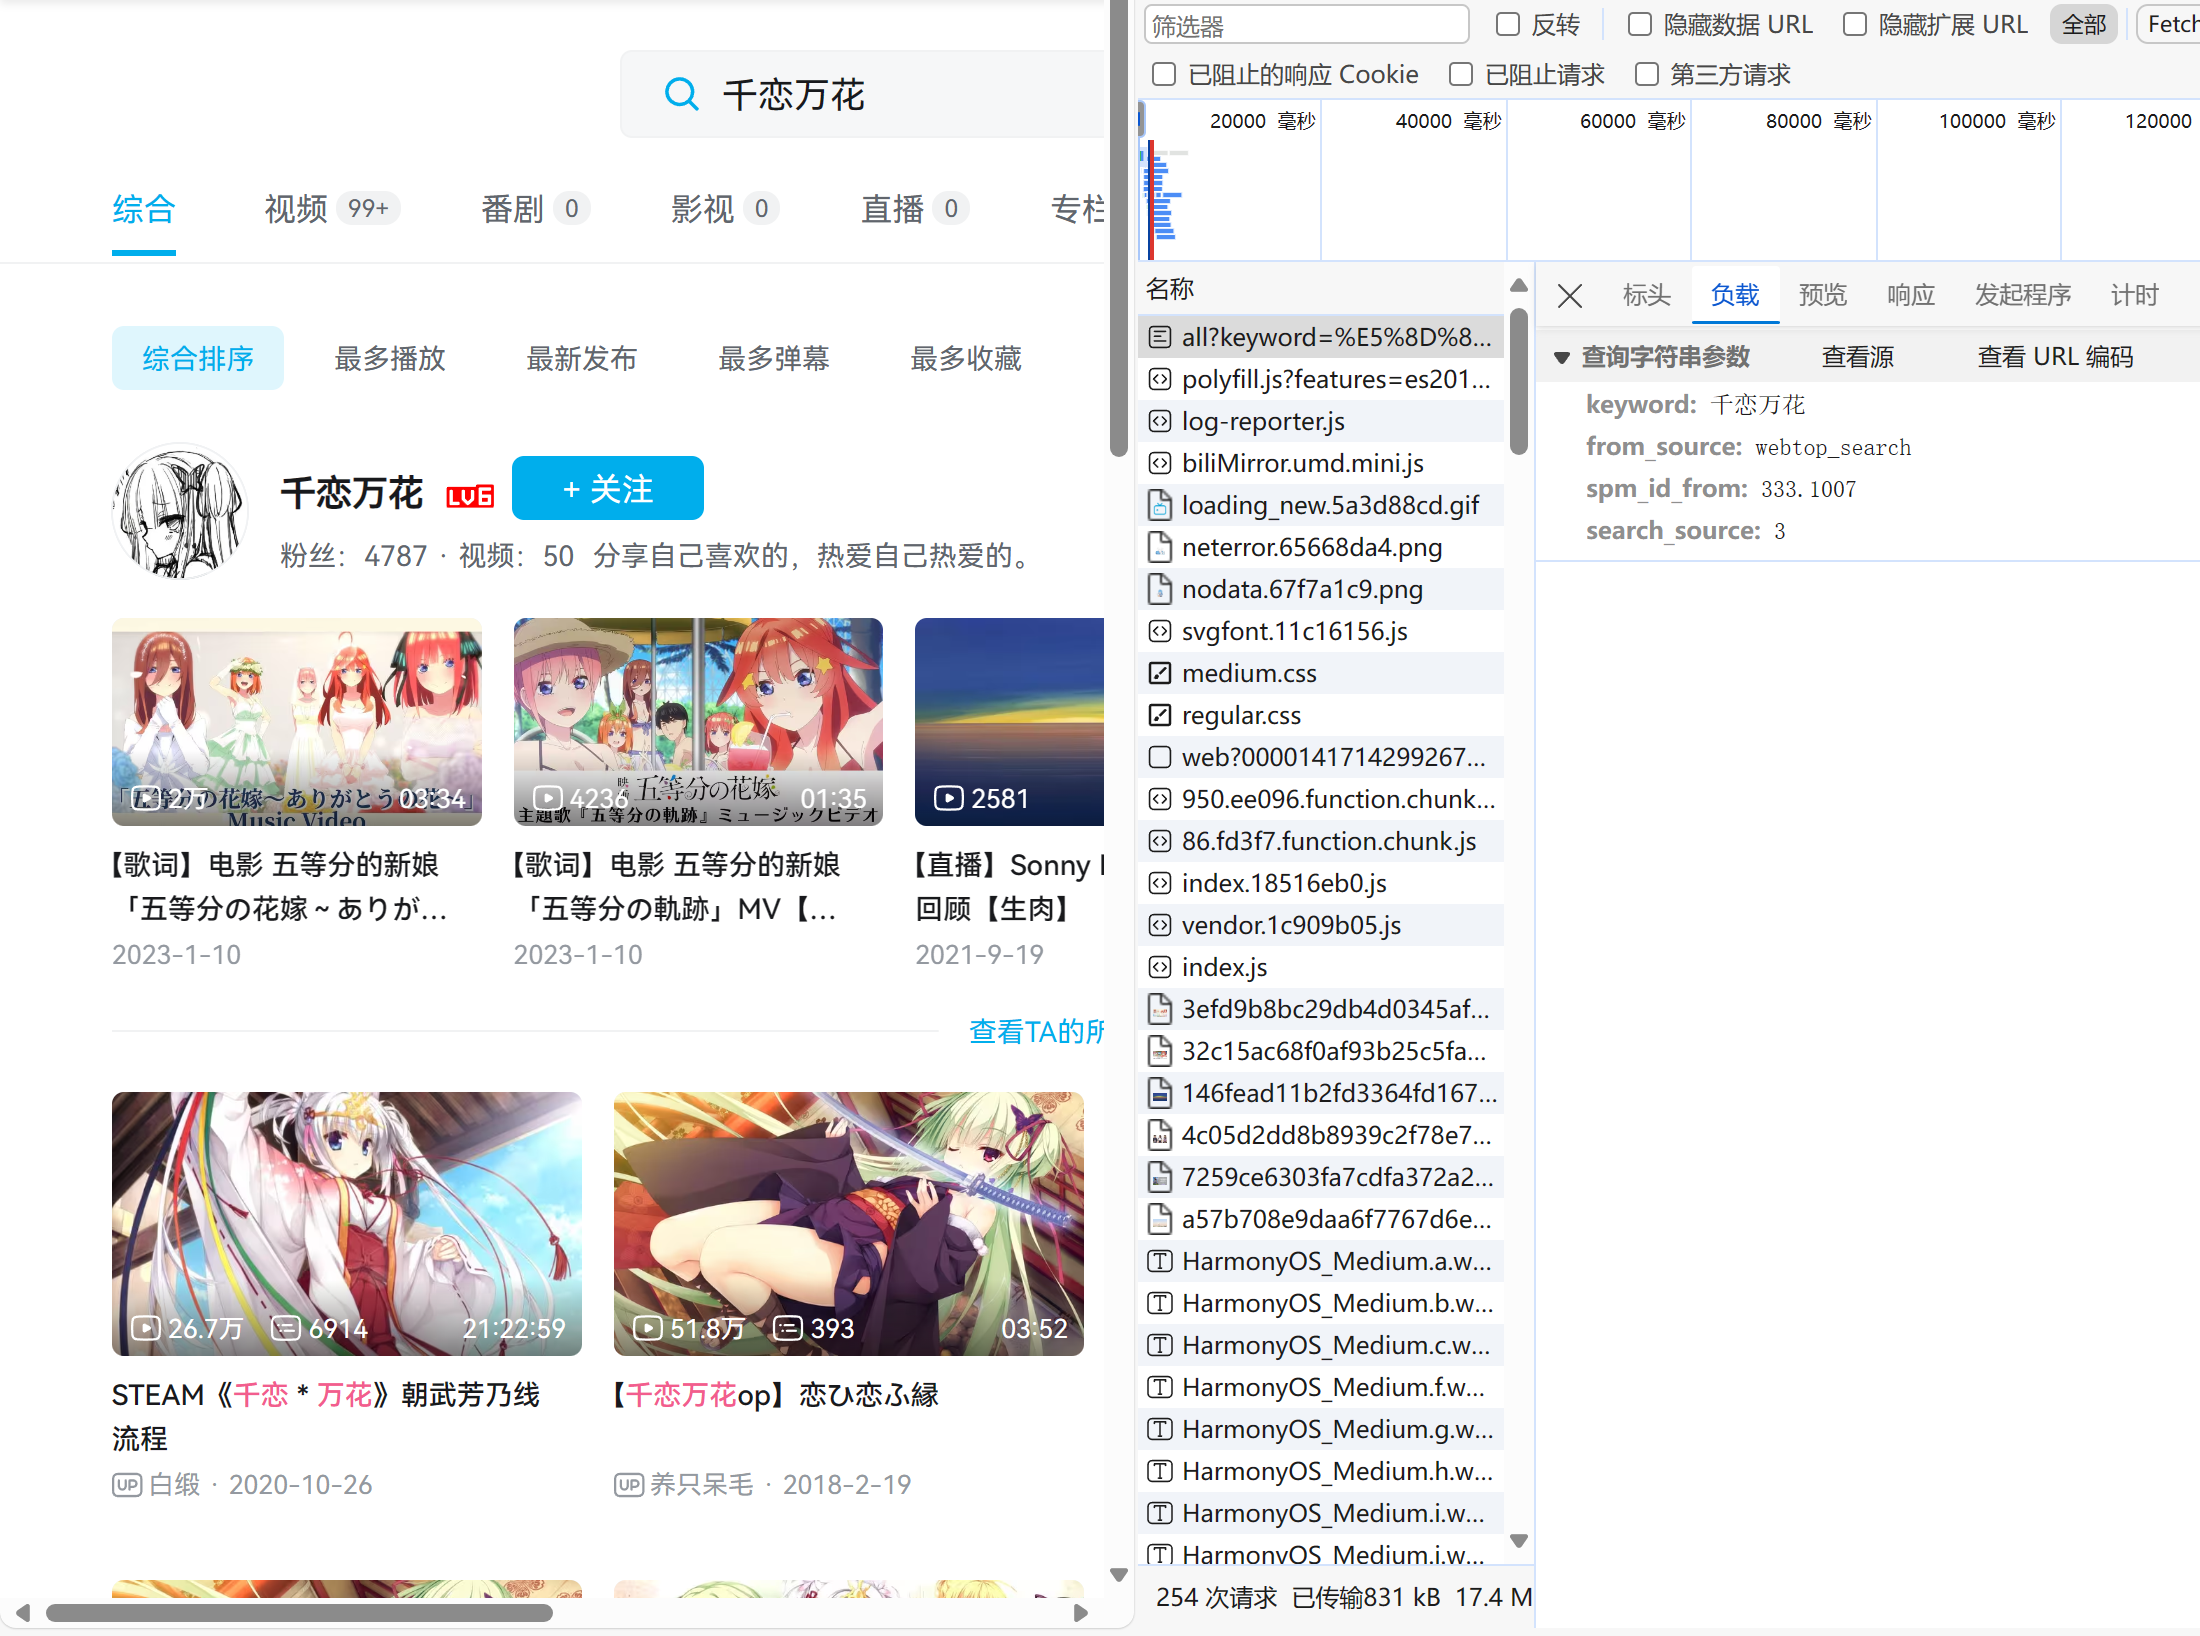 千恋万花
综合 视频 99+ 番剧 0 影视 0 直播 0 专栏
综合排序 最多播放 最新发布 最多弹幕 最多收藏
千恋万花 LV6 + 关注
粉丝：4787 · 视频：50 分享自己喜欢的，热爱自己热爱的。
「五等分の花嫁～ありがとうの花～」
Music Video
2万 03:34
映画 五等分の花嫁
主題歌『五等分の軌跡』ミュージックビデオ
4236 01:35
2581
【歌词】电影 五等分的新娘
「五等分の花嫁～ありが...
2023-1-10
【歌词】电影 五等分的新娘
「五等分の軌跡」MV【...
2023-1-10
【直播】Sonny
回顾【生肉】
2021-9-19
查看TA的所
26.7万 6914 21:22:59
51.8万 393 03:52
STEAM《千恋＊万花》朝武芳乃线
流程
UP 白缎 · 2020-10-26
【千恋万花op】恋ひ恋ふ縁
UP 养只呆毛 · 2018-2-19
筛选器 反转 隐藏数据 URL 隐藏扩展 URL 全部 Fetch
已阻止的响应 Cookie 已阻止请求 第三方请求
20000 毫秒 40000 毫秒 60000 毫秒 80000 毫秒 100000 毫秒 120000
名称
all?keyword=%E5%8D%8...
polyfill.js?features=es201...
log-reporter.js
biliMirror.umd.mini.js
loading_new.5a3d88cd.gif
neterror.65668da4.png
nodata.67f7a1c9.png
svgfont.11c16156.js
medium.css
regular.css
web?0000141714299267...
950.ee096.function.chunk...
86.fd3f7.function.chunk.js
index.18516eb0.js
vendor.1c909b05.js
index.js
3efd9b8bc29db4d0345af...
32c15ac68f0af93b25c5fa...
146fead11b2fd3364fd167...
4c05d2dd8b8939c2f78e7...
7259ce6303fa7cdfa372a2...
a57b708e9daa6f7767d6e...
HarmonyOS_Medium.a.w...
HarmonyOS_Medium.b.w...
HarmonyOS_Medium.c.w...
HarmonyOS_Medium.f.w...
HarmonyOS_Medium.g.w...
HarmonyOS_Medium.h.w...
HarmonyOS_Medium.i.w...
HarmonyOS_Medium.j.w...
254 次请求 已传输831 kB 17.4 M
标头 负载 预览 响应 发起程序 计时
查询字符串参数 查看源 查看 URL 编码
keyword: 千恋万花
from_source: webtop_search
spm_id_from: 333.1007
search_source: 3